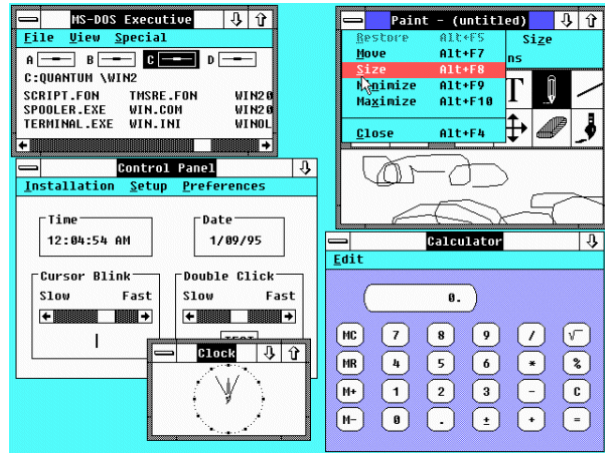 MS-DOS Executive
File View Special
A B C D
C:QUANTUM \WIN2
SCRIPT.FON TMSRE.FON WIN20
SPOOLER.EXE WIN.COM WIN20
TERMINAL.EXE WIN.INI WINOL
Paint - (untitled)
Restore Alt+F5
Move Alt+F7
Size Alt+F8
Minimize Alt+F9
Maximize Alt+F10
Close Alt+F4
Size
ns
T
Control Panel
Installation Setup Preferences
Time
12:04:54 AM
Date
1/09/95
Cursor Blink
Slow Fast
Double Click
Slow Fast
TEST
Clock
Calculator
Edit
0.
MC 7 8 9 / √
MR 4 5 6 * %
M+ 1 2 3 - C
M- 0 . ± + =